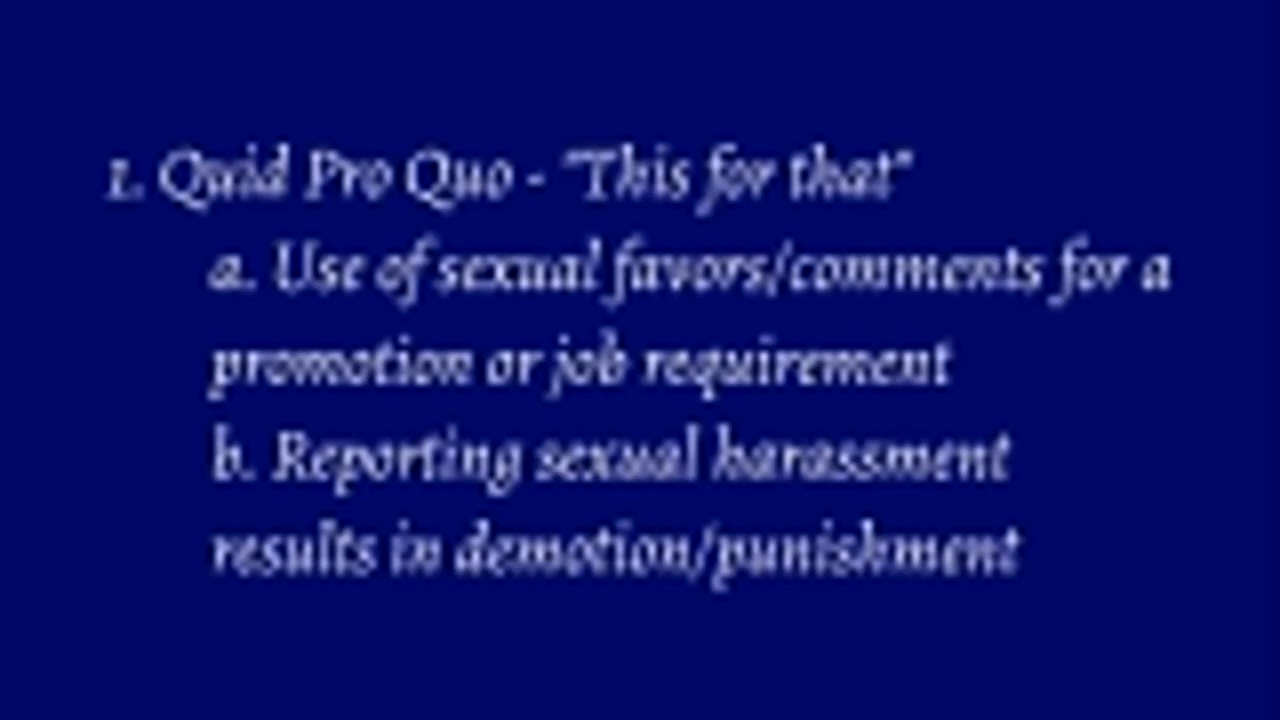 1. Quid Pro Quo - "This for that"
a. Use of sexual favors/comments for a
promotion or job requirement
b. Reporting sexual harassment
results in demotion/punishment